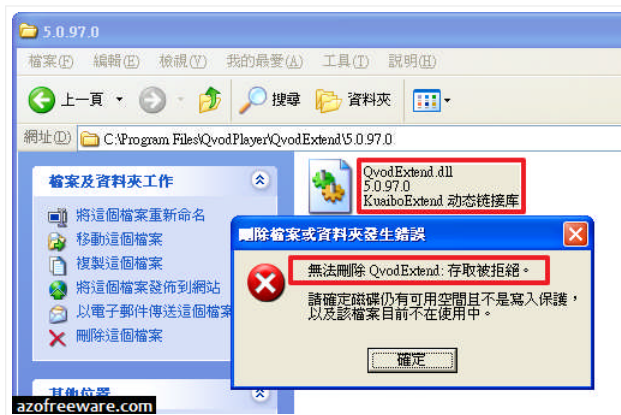 5.0.97.0
檔案(F) 編輯(E) 檢視(V) 我的最愛(A) 工具(T) 說明(H)
上一頁 搜尋 資料夾
網址(D) C:\Program Files\QvodPlayer\QvodExtend\5.0.97.0
檔案及資料夾工作
將這個檔案重新命名
移動這個檔案
複製這個檔案
將這個檔案發佈到網站
以電子郵件傳送這個檔案
刪除這個檔案
其他位置
QvodExtend.dll
5.0.97.0
KuaiboExtend 动态链接库
刪除檔案或資料夾發生錯誤
無法刪除 QvodExtend: 存取被拒絕。
請確定磁碟仍有可用空間且不是寫入保護，
以及該檔案目前不在使用中。
確定
azofreeware.com